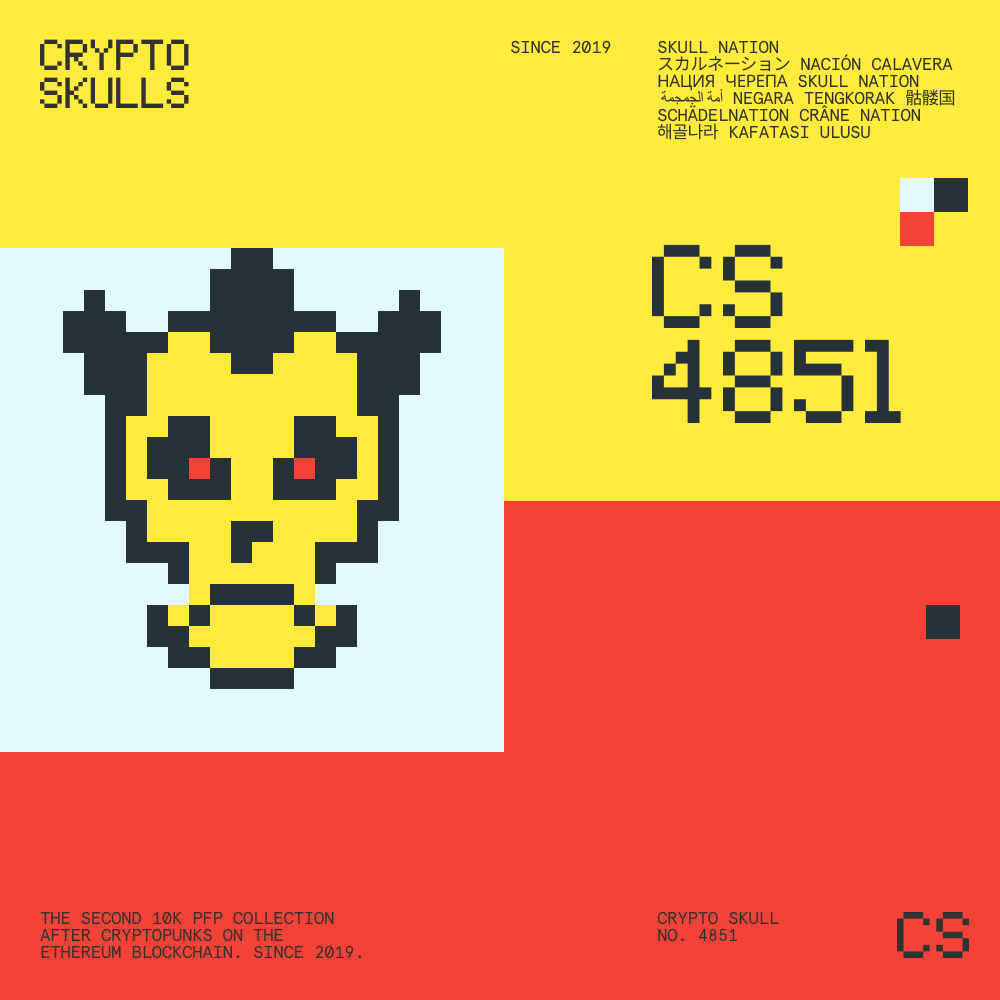 CRYPTO
SKULLS
SINCE 2019
SKULL NATION
スカルネーション NACIÓN CALAVERA
НАЦИЯ ЧЕРЕПА SKULL NATION
أمة الجمجمة NEGARA TENGKORAK 骷髅国
SCHÄDELNATION CRÂNE NATION
해골나라 KAFATASI ULUSU
CS
4851
THE SECOND 10K PFP COLLECTION
AFTER CRYPTOPUNKS ON THE
ETHEREUM BLOCKCHAIN. SINCE 2019.
CRYPTO SKULL
NO. 4851
CS